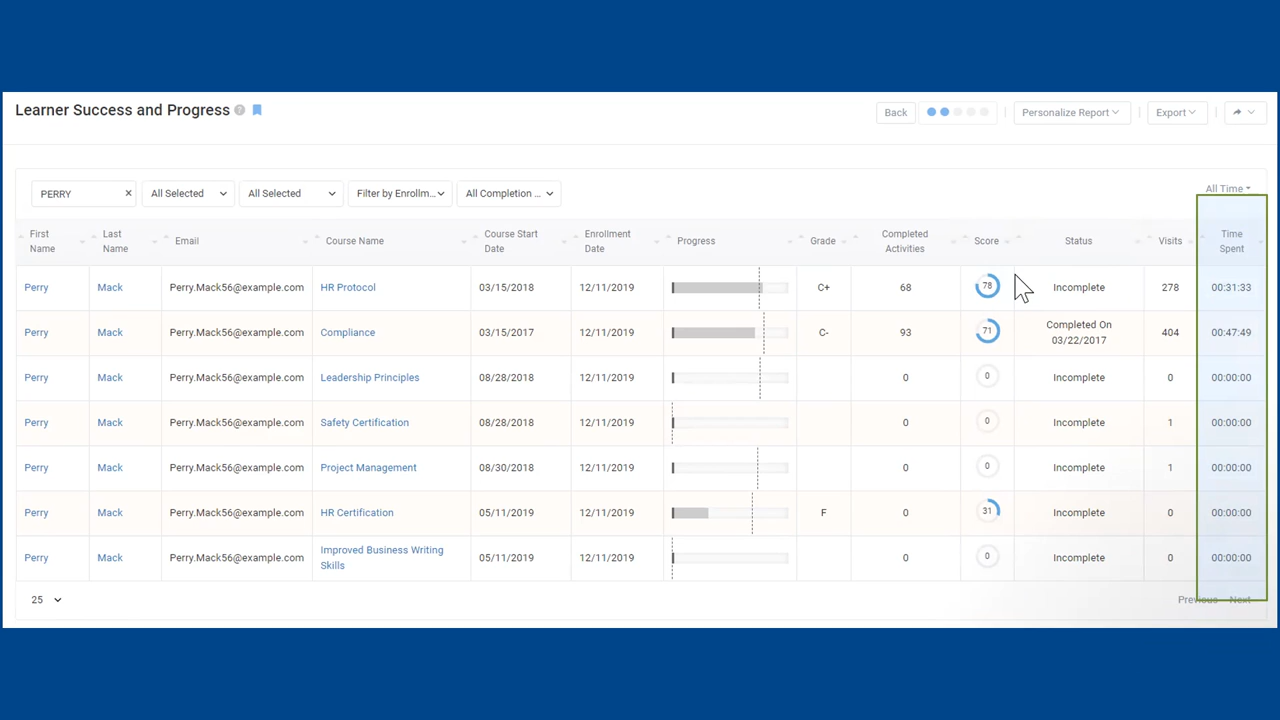 Learner Success and Progress ?
Back
Personalize Report
Export
PERRY ×
All Selected
All Selected
Filter by Enrollm...
All Completion ...
All Time
First Name Last Name Email Course Name Course Start Date Enrollment Date Progress Grade Completed Activities Score Status Visits Time Spent
Perry Mack Perry.Mack56@example.com HR Protocol 03/15/2018 12/11/2019 C+ 68 78 Incomplete 278 00:31:33
Perry Mack Perry.Mack56@example.com Compliance 03/15/2017 12/11/2019 C- 93 71 Completed On 03/22/2017 404 00:47:49
Perry Mack Perry.Mack56@example.com Leadership Principles 08/28/2018 12/11/2019 0 0 Incomplete 0 00:00:00
Perry Mack Perry.Mack56@example.com Safety Certification 08/28/2018 12/11/2019 0 0 Incomplete 1 00:00:00
Perry Mack Perry.Mack56@example.com Project Management 08/30/2018 12/11/2019 0 0 Incomplete 1 00:00:00
Perry Mack Perry.Mack56@example.com HR Certification 05/11/2019 12/11/2019 F 0 31 Incomplete 0 00:00:00
Perry Mack Perry.Mack56@example.com Improved Business Writing Skills 05/11/2019 12/11/2019 0 0 Incomplete 0 00:00:00
25
Previous Next